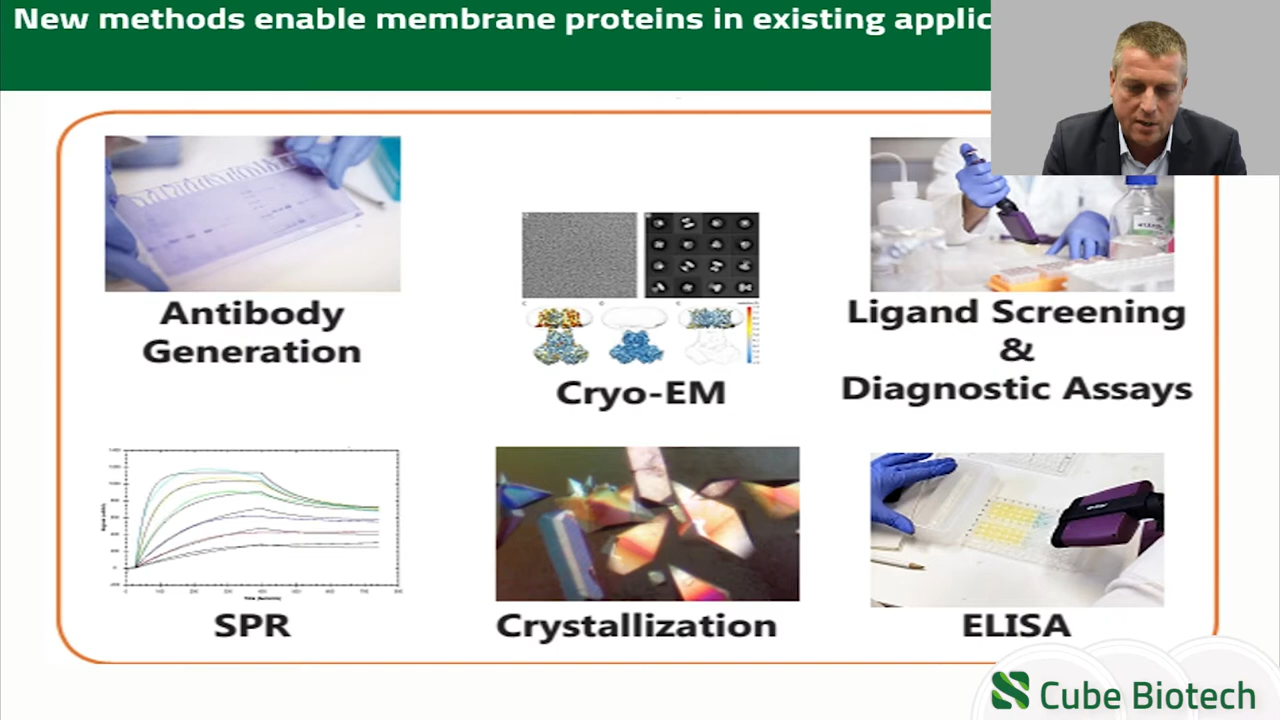 New methods enable membrane proteins in existing applic
Antibody
Generation
Cryo-EM
Ligand Screening
&
Diagnostic Assays
SPR
Crystallization
ELISA
Cube Biotech